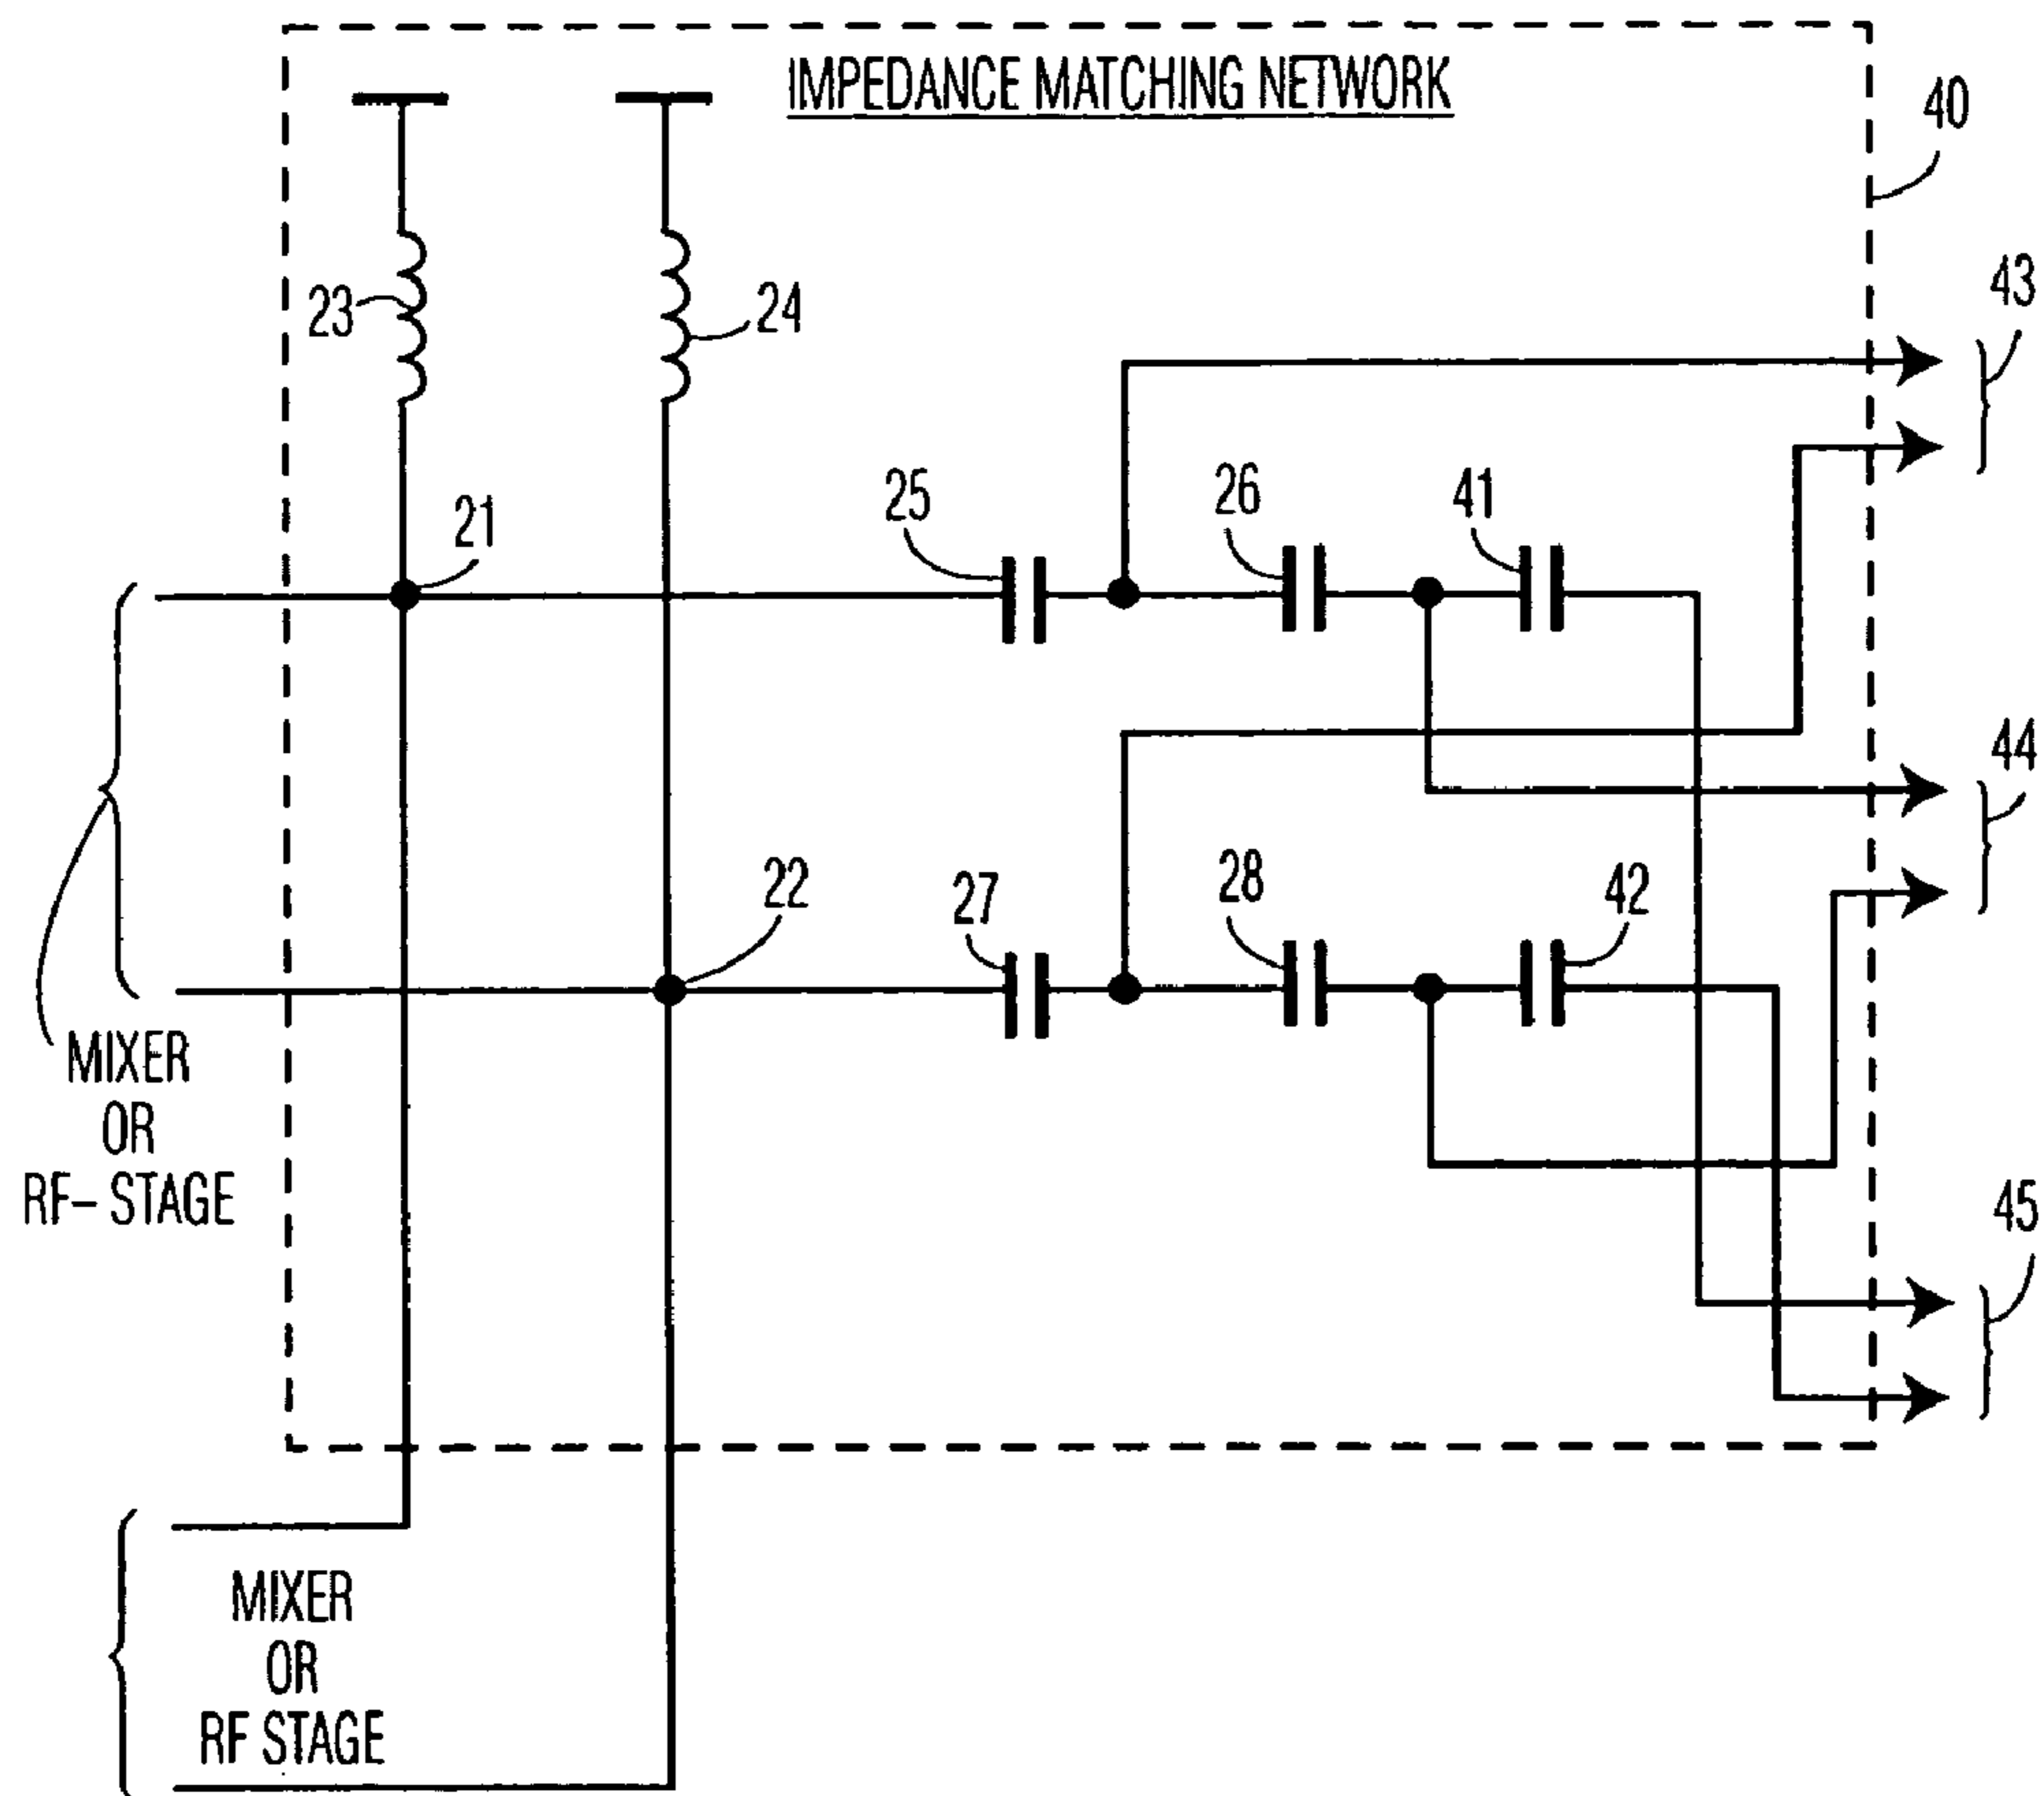 IMPEDANCE MATCHING NETWORK
40
43
23
24
21
25
26
41
44
22
27
28
42
MIXER
OR
RF- STAGE
45
MIXER
OR
RF STAGE